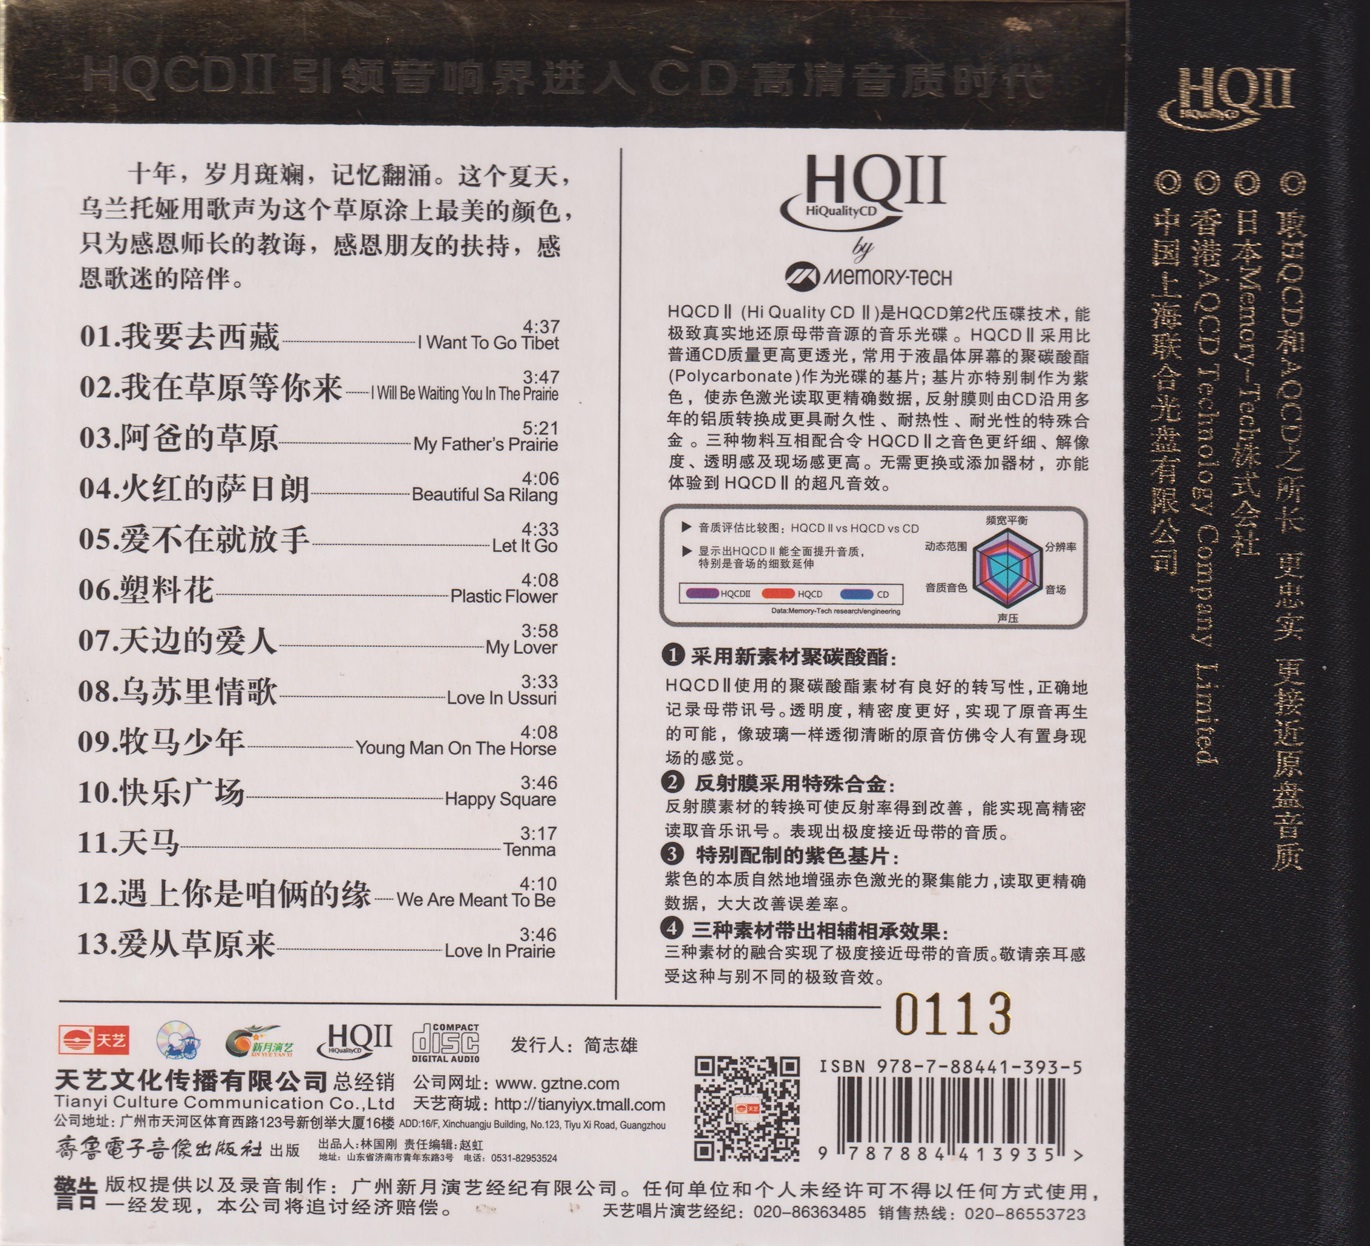 HQCDII 引领音响界进入CD高清音质时代
十年，岁月斑斓，记忆翻涌。这个夏天，
乌兰托娅用歌声为这个草原涂上最美的颜色，
只为感恩师长的教诲，感恩朋友的扶持，感
恩歌迷的陪伴。
01.我要去西藏 4:37 I Want To Go Tibet
02.我在草原等你来 3:47 I Will Be Waiting You In The Prairie
03.阿爸的草原 5:21 My Father's Prairie
04.火红的萨日朗 4:06 Beautiful Sa Rilang
05.爱不在就放手 4:33 Let It Go
06.塑料花 4:08 Plastic Flower
07.天边的爱人 3:58 My Lover
08.乌苏里情歌 3:33 Love In Ussuri
09.牧马少年 4:08 Young Man On The Horse
10.快乐广场 3:46 Happy Square
11.天马 3:17 Tenma
12.遇上你是咱俩的缘 4:10 We Are Meant To Be
13.爱从草原来 3:46 Love In Prairie
HQII
HiQualityCD
by
MEMORY-TECH
HQCDⅡ (Hi Quality CD Ⅱ)是HQCD第2代压碟技术，能
极致真实地还原母带音源的音乐光碟 。HQCDⅡ采用比
普通CD质量更高更透光，常用于液晶体屏幕的聚碳酸酯
(Polycarbonate)作为光碟的基片；基片亦特别制作为紫
色，使赤色激光读取更精确数据，反射膜则由CD沿用多
年的铝质转换成更具耐久性 、耐热性 、耐光性的特殊合
金 。三种物料互相配合令 HQCDⅡ之音色更纤细、解像
度、透明感及现场感更高。无需更换或添加器材，亦能
体验到 HQCDⅡ的超凡音效。
▶ 音质评估比较图：HQCDⅡvs HQCD vs CD
▶ 显示出HQCDⅡ能全面提升音质，
特别是音场的细致延伸
HQCDII HQCD CD
Data:Memory-Tech research/engineering
频宽平衡
动态范围 分辨率
音质音色 音场
声压
❶采用新素材聚碳酸酯：
HQCDⅡ使用的聚碳酸酯素材有良好的转写性，正确地
记录母带讯号。透明度，精密度更好，实现了原音再生
的可能，像玻璃一样透彻清晰的原音仿佛令人有置身现
场的感觉。
❷ 反射膜采用特殊合金：
反射膜素材的转换可使反射率得到改善，能实现高精密
读取音乐讯号。表现出极度接近母带的音质。
❸ 特别配制的紫色基片：
紫色的本质自然地增强赤色激光的聚集能力，读取更精确
数据，大大改善误差率。
❹ 三种素材带出相辅相承效果：
三种素材的融合实现了极度接近母带的音质。敬请亲耳感
受这种与别不同的极致音效。
0113
天艺
新月演艺
XIN YUE YAN YI
HQII
HiQualityCD
COMPACT
disc
DIGITAL AUDIO
发行人：简志雄
天艺文化传播有限公司 总经销
Tianyi Culture Communication Co.,Ltd
公司网址：www. gztne.com
天艺商城：http://tianyiyx.tmall.com
公司地址：广州市天河区体育西路123号新创举大厦16楼 ADD:16/F, Xinchuangju Building, No.123, Tiyu Xi Road, Guangzhou
齐鲁電子音像出版社 出版
出品人：林国刚 责任编辑：赵虹
地址：山东省济南市青年东路3号 电话：0531-82953524
ISBN 978-7-88441-393-5
9 787884 413935 >
警告 版权提供以及录音制作：广州新月演艺经纪有限公司。任何单位和个人未经许可不得以任何方式使用，
一经发现，本公司将追讨经济赔偿。
天艺唱片演艺经纪：020-86363485 销售热线：020-86553723
HQII
HiQualityCD
◎取HQCD和AQCD之所长 更忠实 更接近原盘音质
◎日本Memory-Tech株式会社
◎香港AQCD Technology Company Limited
◎中国上海联合光盘有限公司